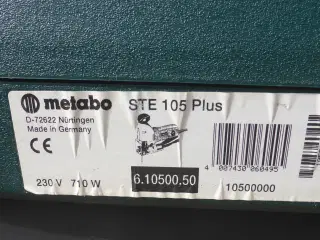 metabo STE 105 Plus
D-72622 Nürtingen
Made in Germany
CE
4 007430 060495
230 V 710 W 6.10500.50 10500000